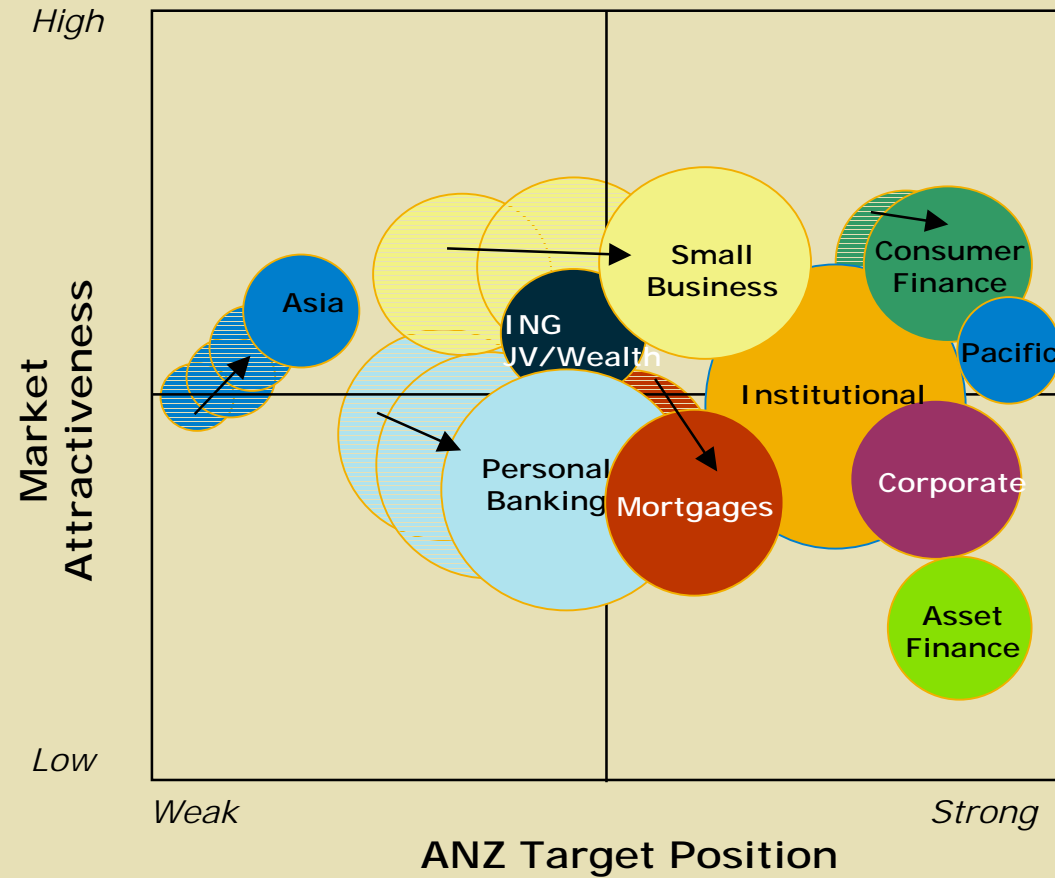 High
Market
Attractiveness
Low
Weak
Strong
ANZ Target Position
Asia
Small
Business
Consumer
Finance
ING
JV/Wealth
Pacific
Institutional
Personal
Banking
Mortgages
Corporate
Asset
Finance